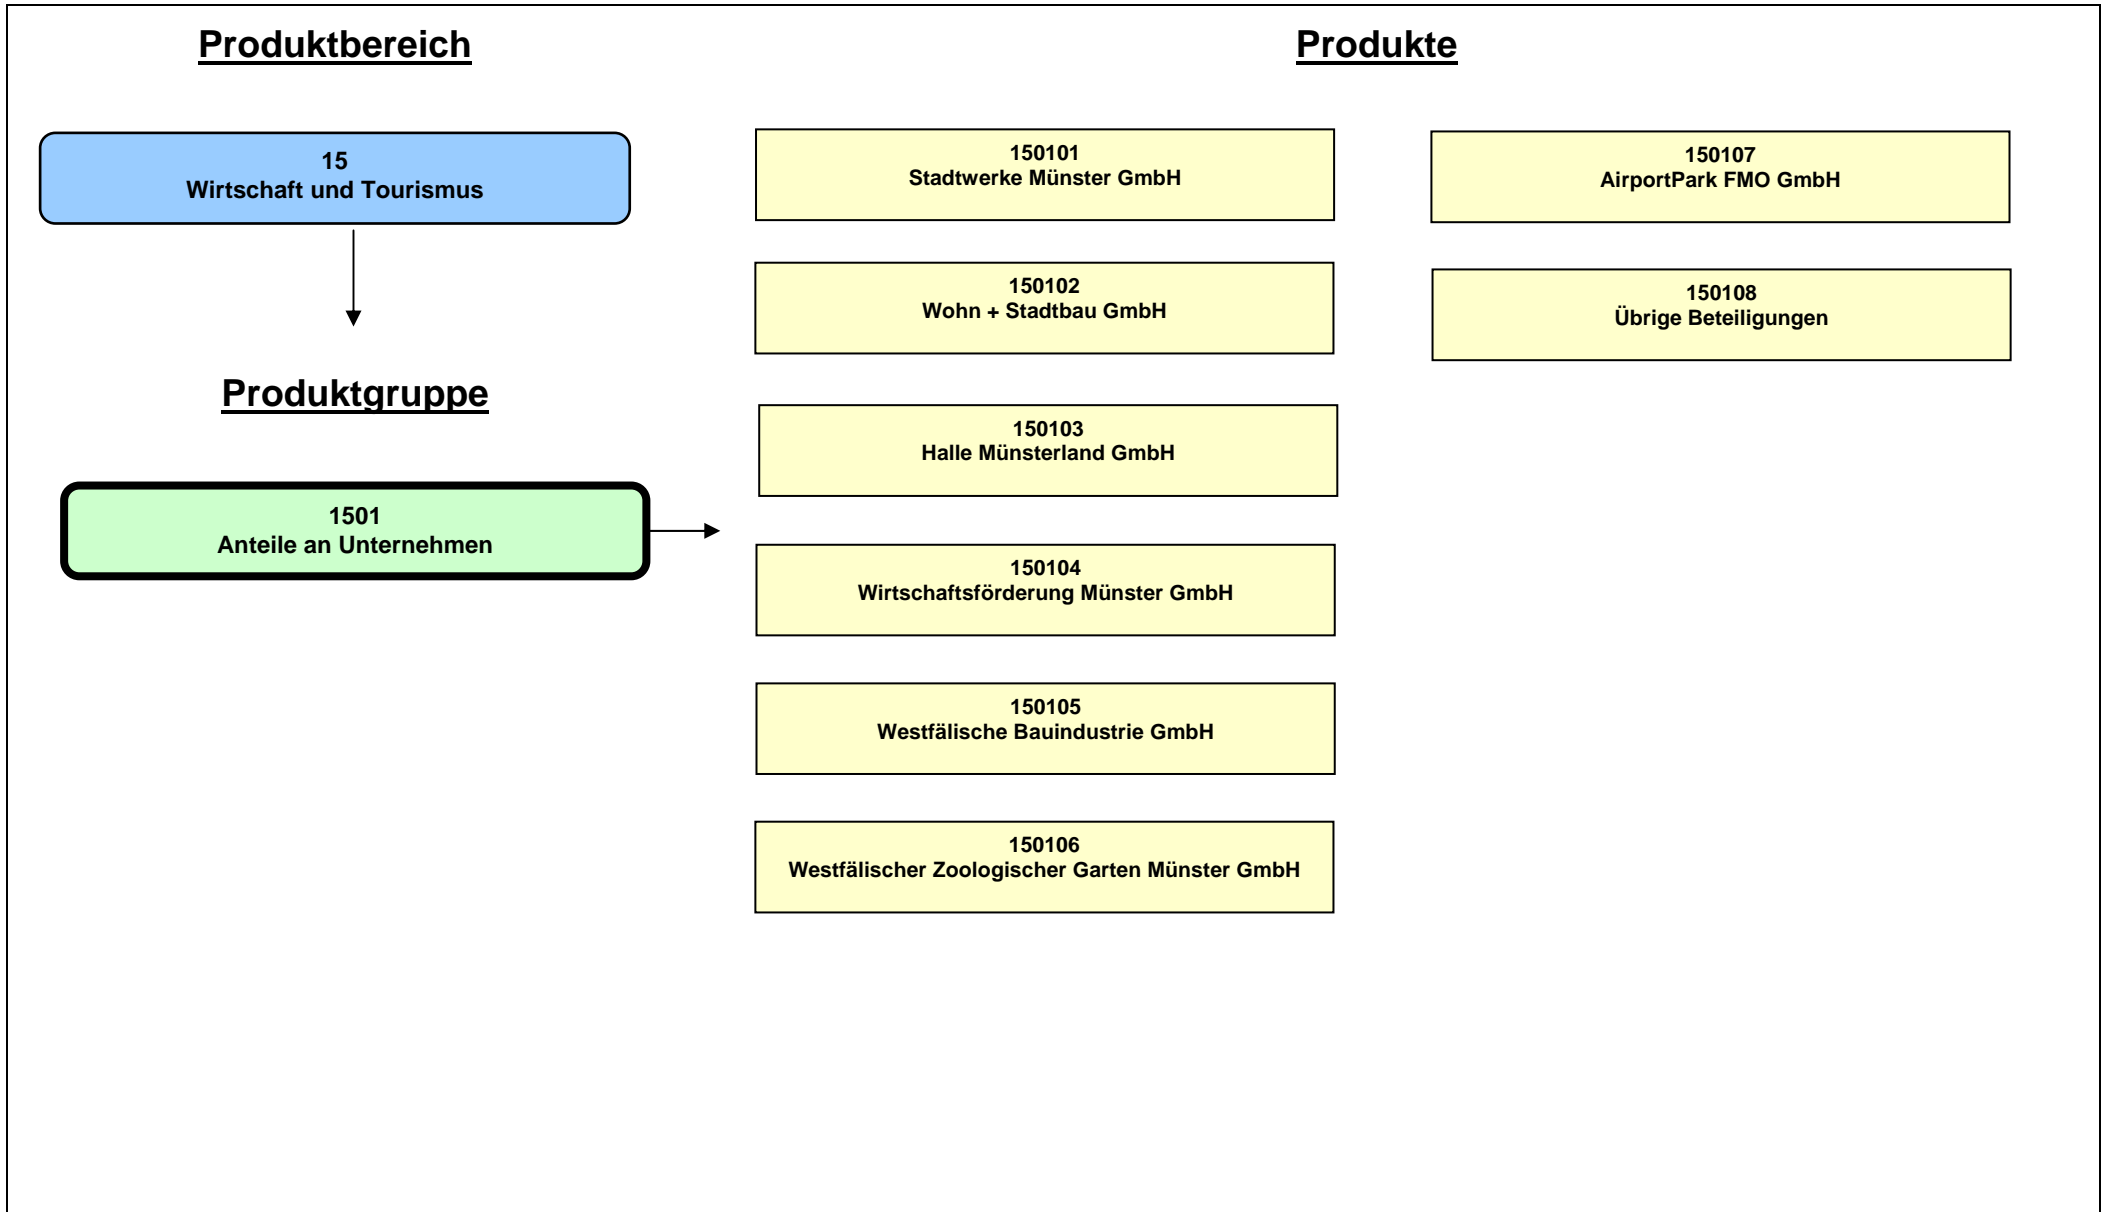 Produktbereich
Produkte
15
Wirtschaft und Tourismus
Produktgruppe
1501
Anteile an Unternehmen
150101
Stadtwerke Münster GmbH
150102
Wohn + Stadtbau GmbH
150103
Halle Münsterland GmbH
150104
Wirtschaftsförderung Münster GmbH
150105
Westfälische Bauindustrie GmbH
150106
Westfälischer Zoologischer Garten Münster GmbH
150107
AirportPark FMO GmbH
150108
Übrige Beteiligungen